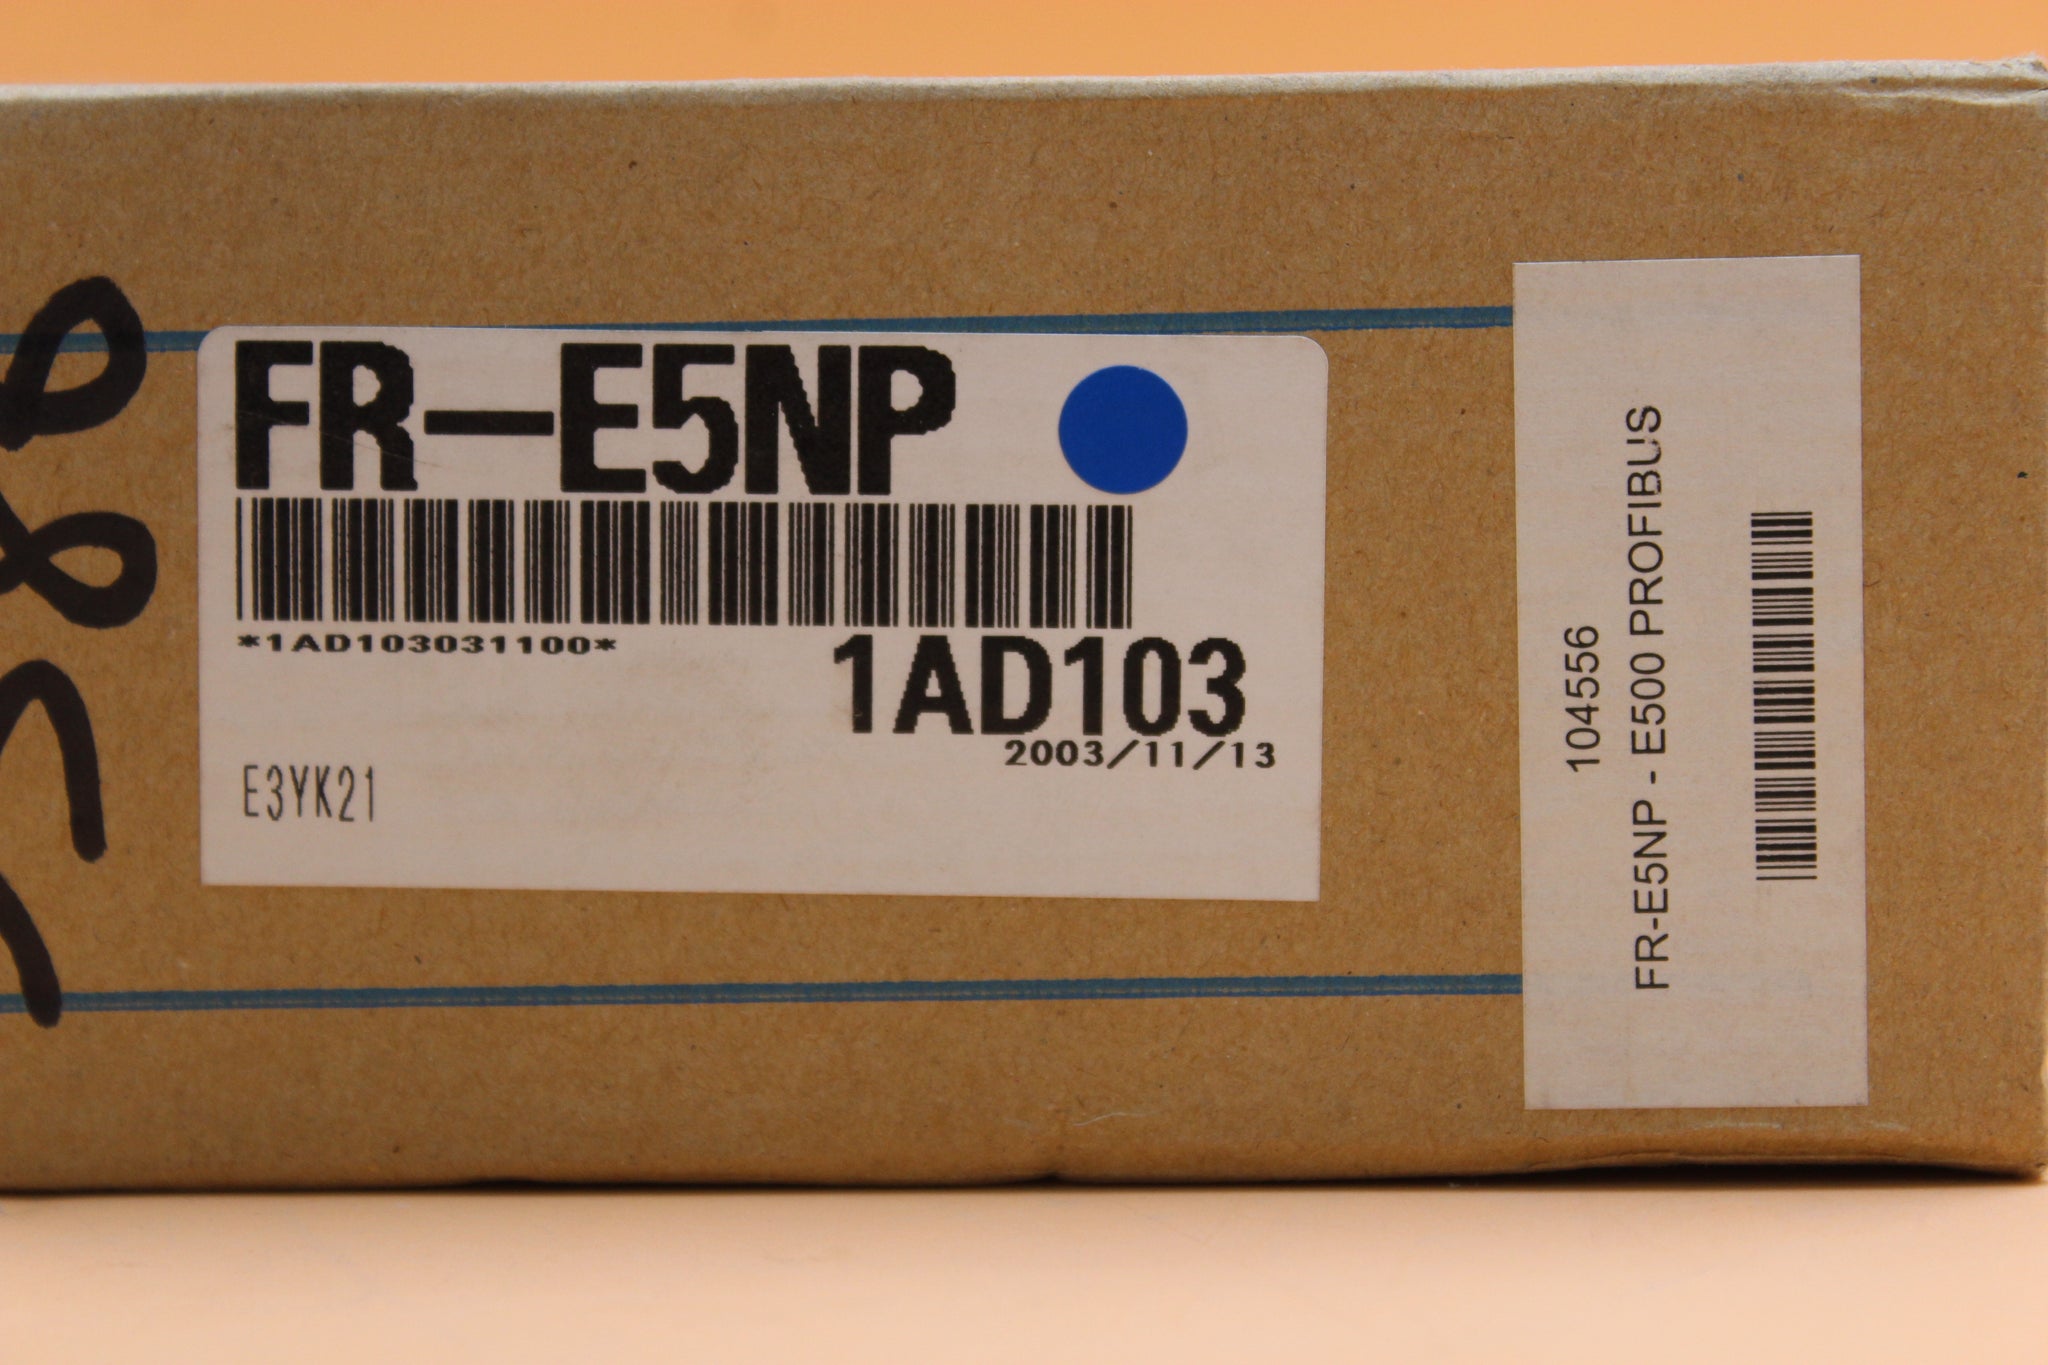 FR-E5NP
*1AD103031100*
1AD103
2003/11/13
E3YK21
104556
FR-E5NP - E500 PROFIBUS